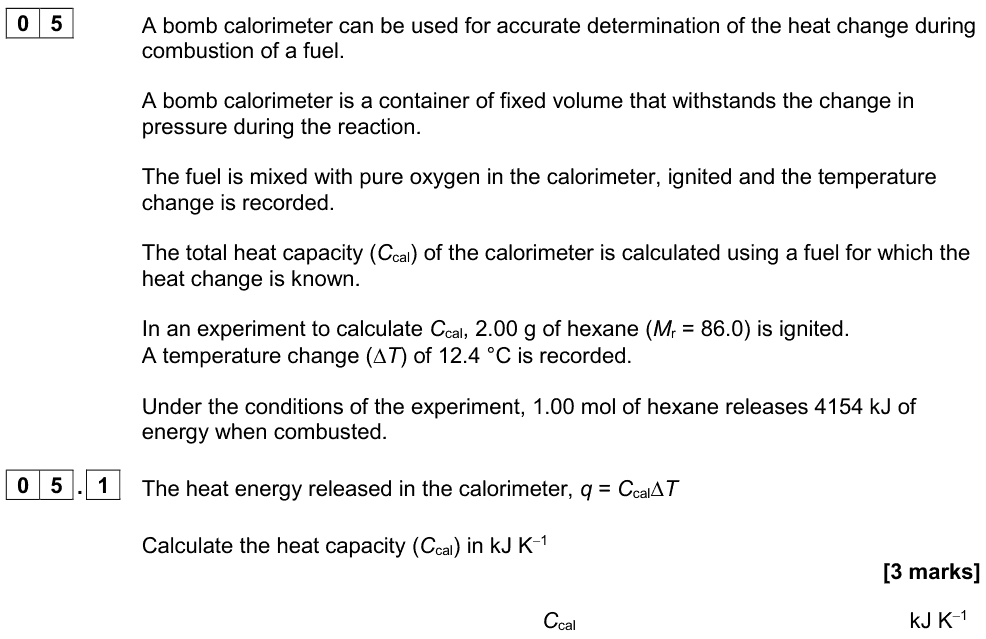 0 5 A bomb calorimeter can be used for accurate determination of the heat change during
combustion of a fuel.
A bomb calorimeter is a container of fixed volume that withstands the change in
pressure during the reaction.
The fuel is mixed with pure oxygen in the calorimeter, ignited and the temperature
change is recorded.
The total heat capacity (Ccal) of the calorimeter is calculated using a fuel for which the
heat change is known.
In an experiment to calculate Ccal, 2.00 g of hexane (Mr = 86.0) is ignited.
A temperature change (ΔT) of 12.4 °C is recorded.
Under the conditions of the experiment, 1.00 mol of hexane releases 4154 kJ of
energy when combusted.
0 5 . 1 The heat energy released in the calorimeter, q = CcalΔT
Calculate the heat capacity (Ccal) in kJ K⁻¹
[3 marks]
Ccal kJ K⁻¹